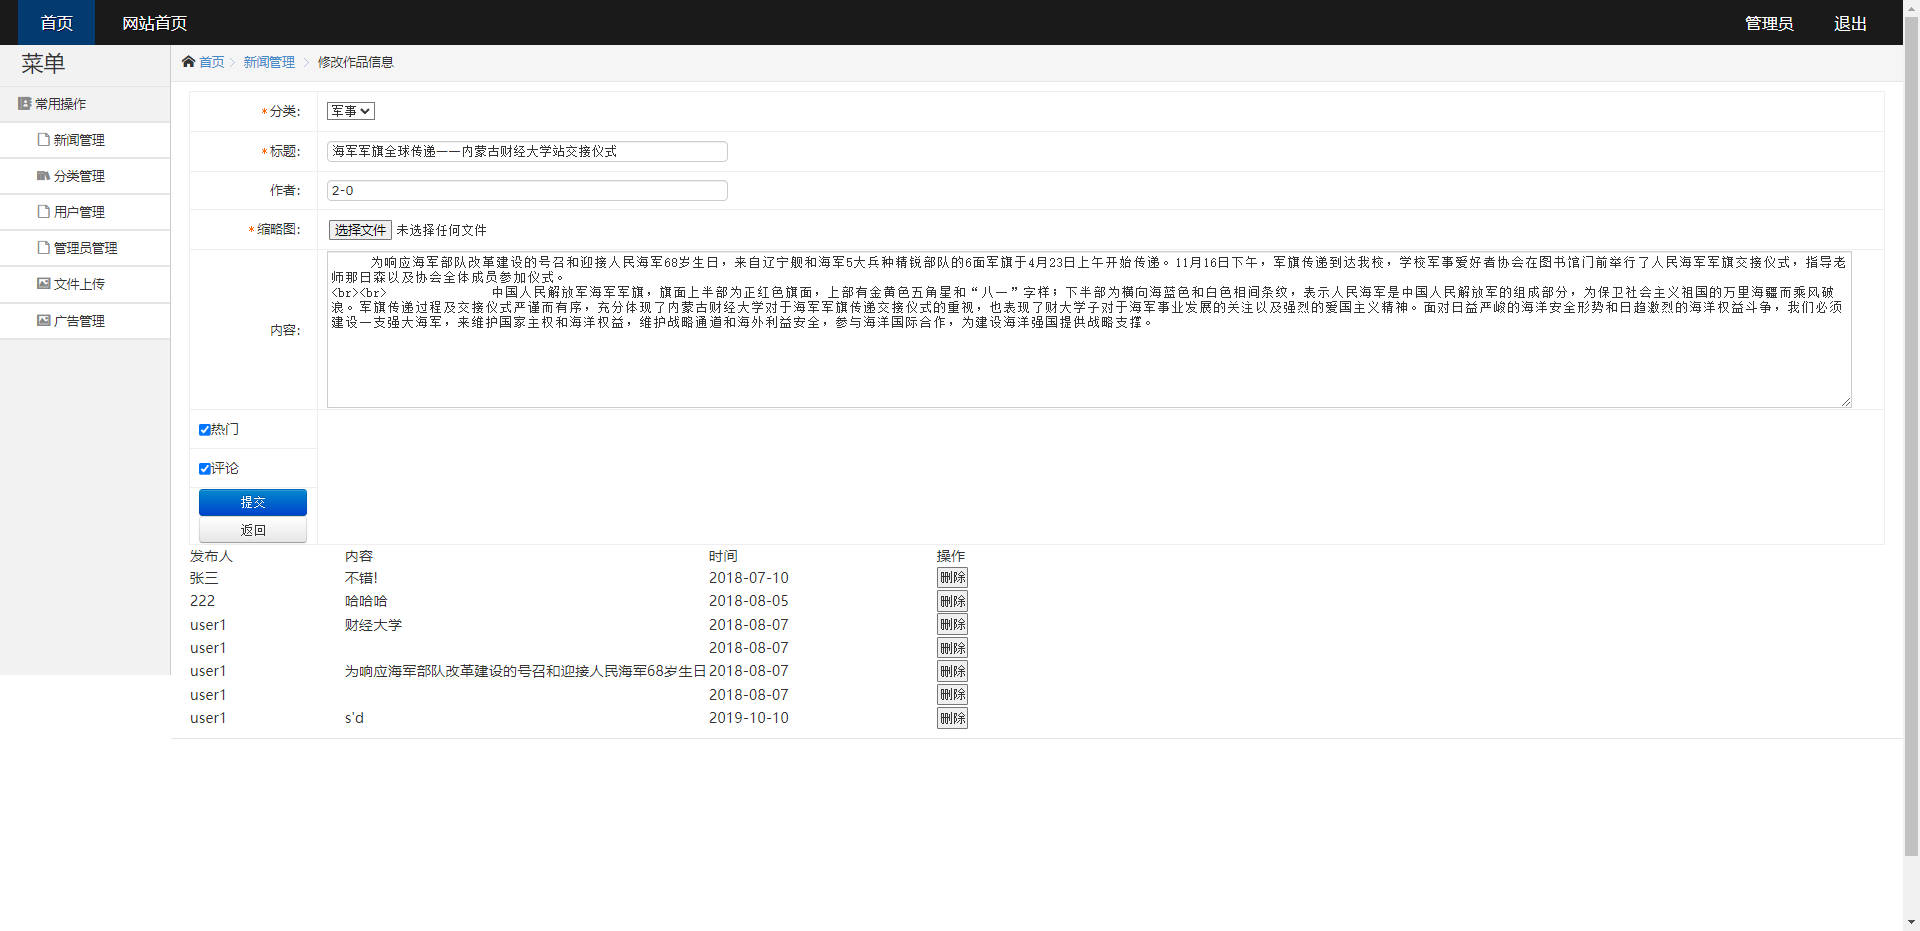 首页 网站首页 管理员 退出
菜单
首页 新闻管理 修改作品信息
常用操作
新闻管理
分类管理
用户管理
管理员管理
文件上传
广告管理
*分类: 军事
*标题: 海军军旗全球传递——内蒙古财经大学站交接仪式
作者: 2-0
*缩略图: 选择文件 未选择任何文件
内容:
为响应海军部队改革建设的号召和迎接人民海军68岁生日，来自辽宁舰和海军5大兵种精锐部队的6面军旗于4月23日上午开始传递。11月16日下午，军旗传递到达我校，学校军事爱好者协会在图书馆门前举行了人民海军军旗交接仪式，指导老
师那日森以及协会全体成员参加仪式。
<br><br> 中国人民解放军海军军旗，旗面上半部为正红色旗面，上部有金黄色五角星和“八一”字样；下半部为横向海蓝色和白色相间条纹，表示人民海军是中国人民解放军的组成部分，为保卫社会主义祖国的万里海疆而乘风破
浪。军旗传递过程及交接仪式严谨而有序，充分体现了内蒙古财经大学对于海军军旗传递交接仪式的重视，也表现了财大学子对于海军事业发展的关注以及强烈的爱国主义精神。面对日益严峻的海洋安全形势和日趋激烈的海洋权益斗争，我们必须
建设一支强大海军，来维护国家主权和海洋权益，维护战略通道和海外利益安全，参与海洋国际合作，为建设海洋强国提供战略支撑。
热门
评论
提交
返回
发布人 内容 时间 操作
张三 不错! 2018-07-10 删除
222 哈哈哈 2018-08-05 删除
user1 财经大学 2018-08-07 删除
user1 2018-08-07 删除
user1 为响应海军部队改革建设的号召和迎接人民海军68岁生日 2018-08-07 删除
user1 2018-08-07 删除
user1 s'd 2019-10-10 删除